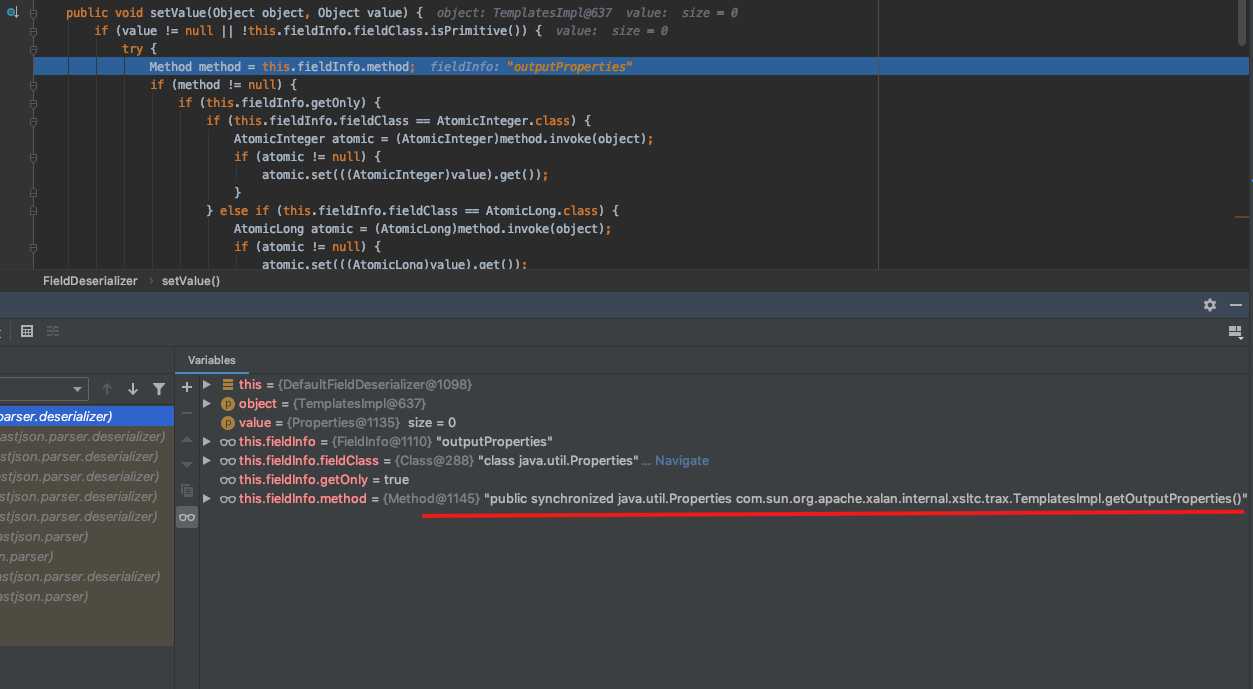 public void setValue(Object object, Object value) {  object: TemplatesImpl@637  value:  size = 0
if (value != null || !this.fieldInfo.fieldClass.isPrimitive()) {  value:  size = 0
try {
Method method = this.fieldInfo.method;  fieldInfo: "outputProperties"
if (method != null) {
if (this.fieldInfo.getOnly) {
if (this.fieldInfo.fieldClass == AtomicInteger.class) {
AtomicInteger atomic = (AtomicInteger)method.invoke(object);
if (atomic != null) {
atomic.set(((AtomicInteger)value).get());
}
} else if (this.fieldInfo.fieldClass == AtomicLong.class) {
AtomicLong atomic = (AtomicLong)method.invoke(object);
if (atomic != null) {
atomic.set(((AtomicLong)value).get());
FieldDeserializer › setValue()
Variables
this = {DefaultFieldDeserializer@1098}
object = {TemplatesImpl@637}
value = {Properties@1135}  size = 0
this.fieldInfo = {FieldInfo@1110} "outputProperties"
this.fieldInfo.fieldClass = {Class@288} "class java.util.Properties" ... Navigate
this.fieldInfo.getOnly = true
this.fieldInfo.method = {Method@1145} "public synchronized java.util.Properties com.sun.org.apache.xalan.internal.xsltc.trax.TemplatesImpl.getOutputProperties()"
parser.deserializer)
astjson.parser.deserializer)
stjson.parser.deserializer)
astjson.parser.deserializer)
astjson.parser.deserializer)
stjson.parser.deserializer)
astjson.parser)
n.parser)
stjson.parser.deserializer)
astjson.parser)